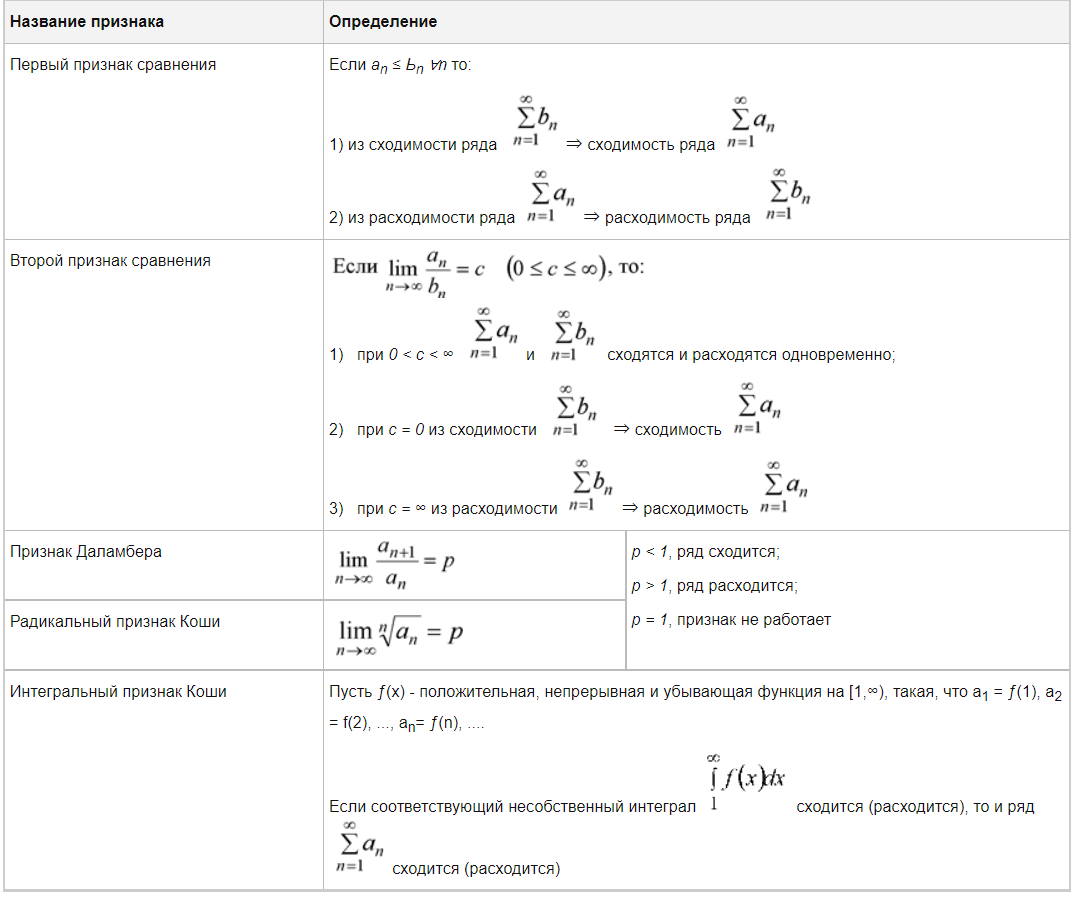 Название признака Определение
Первый признак сравнения
Если aₙ ≤ Ьₙ ∀n то:
1) из сходимости ряда ∑_{n=1}^{∞} bₙ ⇒ сходимость ряда ∑_{n=1}^{∞} aₙ
2) из расходимости ряда ∑_{n=1}^{∞} aₙ ⇒ расходимость ряда ∑_{n=1}^{∞} bₙ
Второй признак сравнения
Если lim_{n→∞} aₙ/bₙ = c (0 ≤ c ≤ ∞), то:
1) при 0 < c < ∞ ∑_{n=1}^{∞} aₙ и ∑_{n=1}^{∞} bₙ сходятся и расходятся одновременно;
2) при c = 0 из сходимости ∑_{n=1}^{∞} bₙ ⇒ сходимость ∑_{n=1}^{∞} aₙ
3) при c = ∞ из расходимости ∑_{n=1}^{∞} bₙ ⇒ расходимость ∑_{n=1}^{∞} aₙ
Признак Даламбера
lim_{n→∞} aₙ₊₁/aₙ = p
Радикальный признак Коши
lim_{n→∞} ⁿ√aₙ = p
p < 1, ряд сходится;
p > 1, ряд расходится;
p = 1, признак не работает
Интегральный признак Коши
Пусть ƒ(x) - положительная, непрерывная и убывающая функция на [1,∞), такая, что a₁ = ƒ(1), a₂
= f(2), ..., aₙ= ƒ(n), ....
Если соответствующий несобственный интеграл ∫_{1}^{∞} f(x)dx сходится (расходится), то и ряд
∑_{n=1}^{∞} aₙ сходится (расходится)